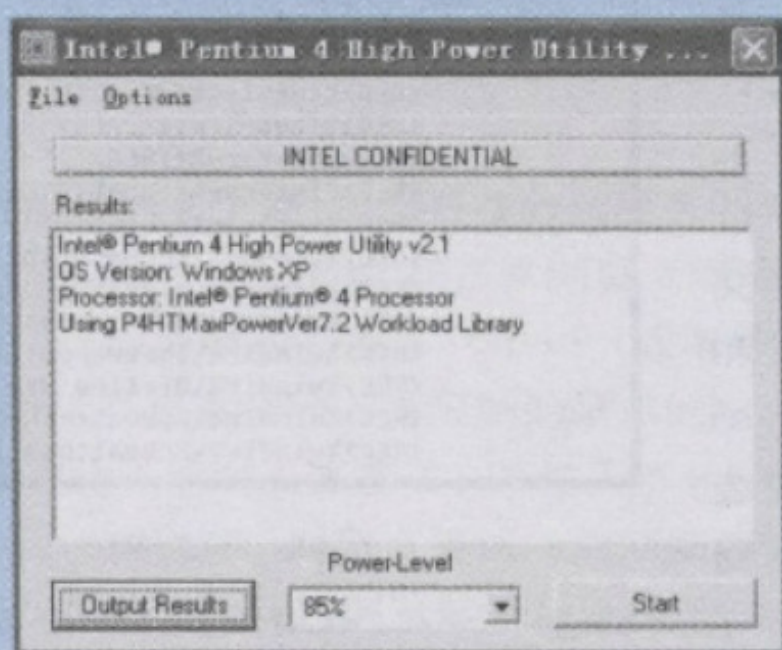 Intel® Pentium 4 High Power Utility ...
File Options
INTEL CONFIDENTIAL
Results:
Intel® Pentium 4 High Power Utility v2.1
OS Version: Windows XP
Processor: Intel® Pentium® 4 Processor
Using P4HTMaxPowerVer7.2 Workload Library
Power-Level
Output Results 85% Start